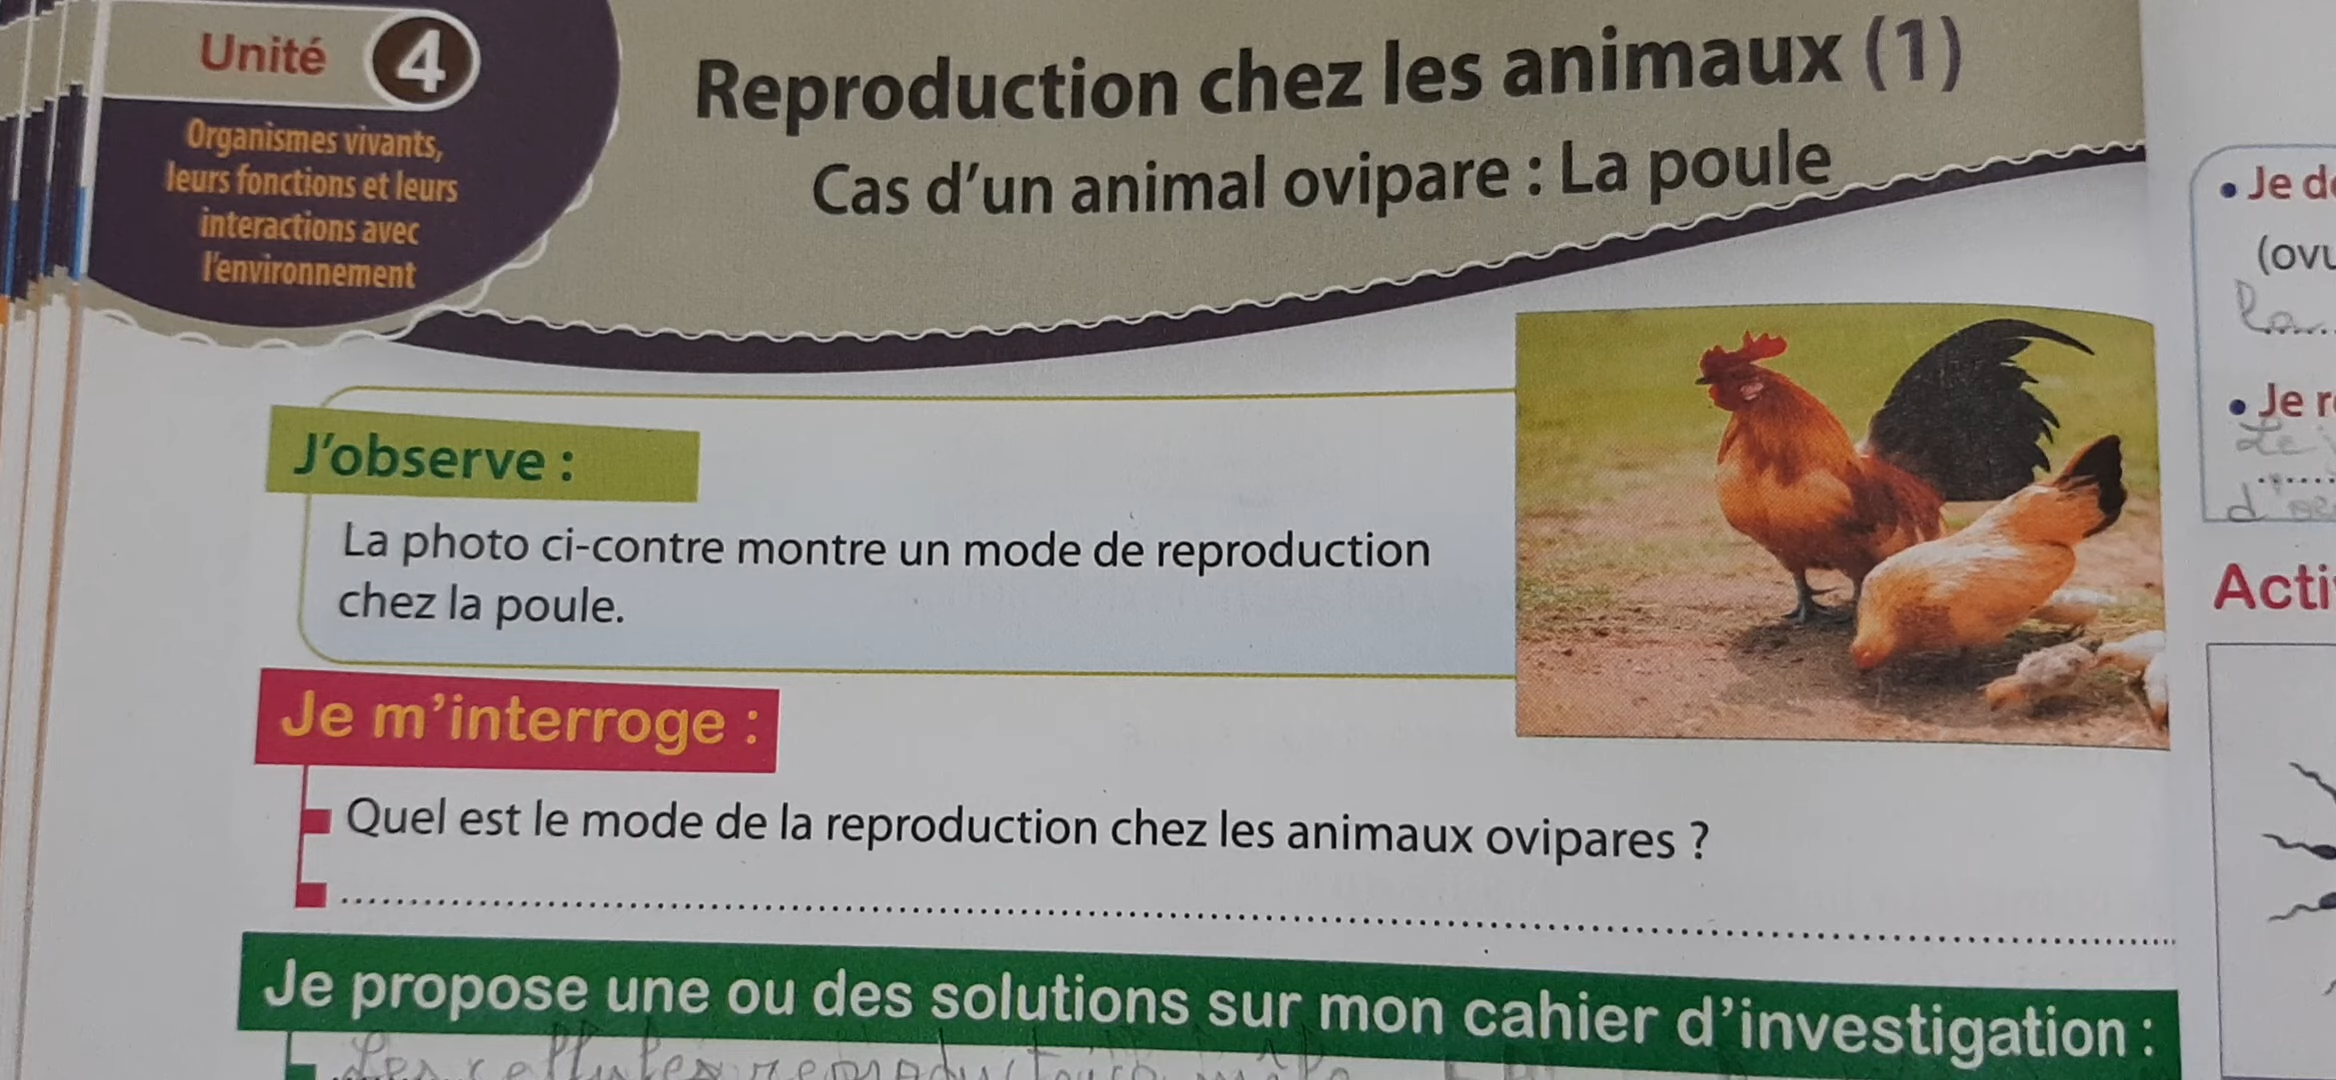 Unité 4
Organismes vivants,
leurs fonctions et leurs
interactions avec
l'environnement
Reproduction chez les animaux (1)
Cas d'un animal ovipare : La poule
J'observe :
La photo ci-contre montre un mode de reproduction
chez la poule.
Je m'interroge :
Quel est le mode de la reproduction chez les animaux ovipares ?
Je propose une ou des solutions sur mon cahier d'investigation :
Les cellules reproductrices
• Je d
(ovu
• Je r
Acti